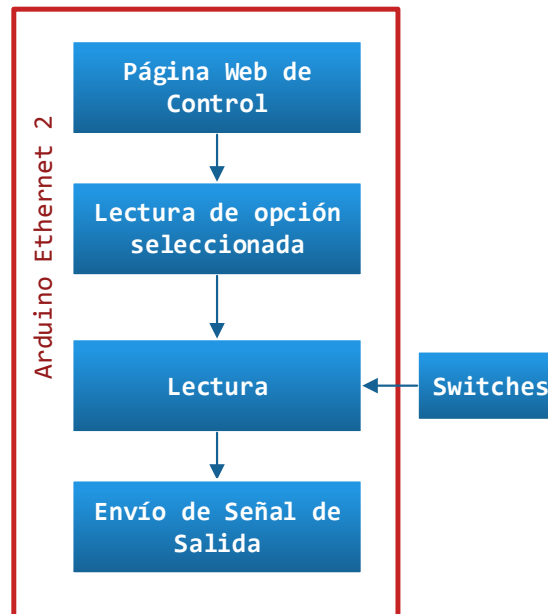 Página Web de
Control
Arduino Ethernet 2
Lectura de opción
seleccionada
Lectura
Switches
Envío de Señal de
Salida